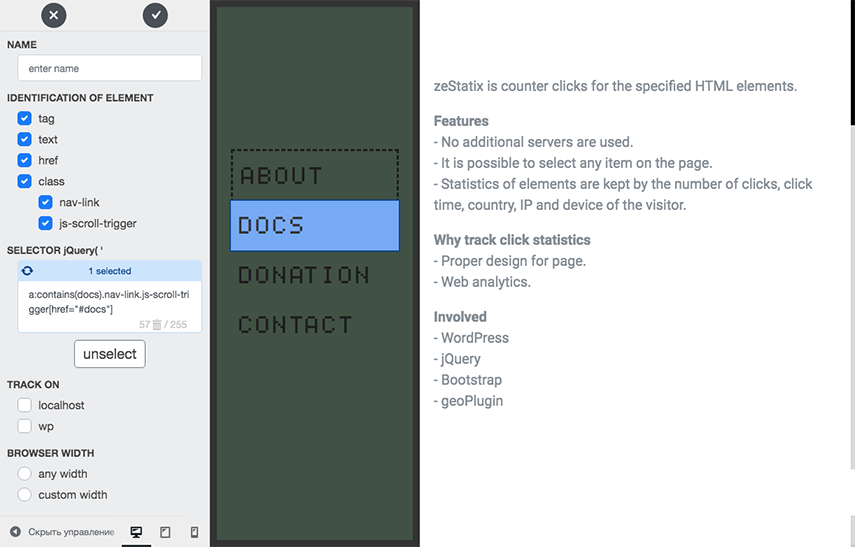 NAME
enter name
IDENTIFICATION OF ELEMENT
tag
text
href
class
nav-link
js-scroll-trigger
SELECTOR jQuery( '
1 selected
a:contains(docs).nav-link.js-scroll-tri
gger[href="#docs"]
57 / 255
unselect
TRACK ON
localhost
wp
BROWSER WIDTH
any width
custom width
Скрыть управление
ABOUT
DOCS
DONATION
CONTACT
zeStatix is counter clicks for the specified HTML elements.
Features
- No additional servers are used.
- It is possible to select any item on the page.
- Statistics of elements are kept by the number of clicks, click
time, country, IP and device of the visitor.
Why track click statistics
- Proper design for page.
- Web analytics.
Involved
- WordPress
- jQuery
- Bootstrap
- geoPlugin